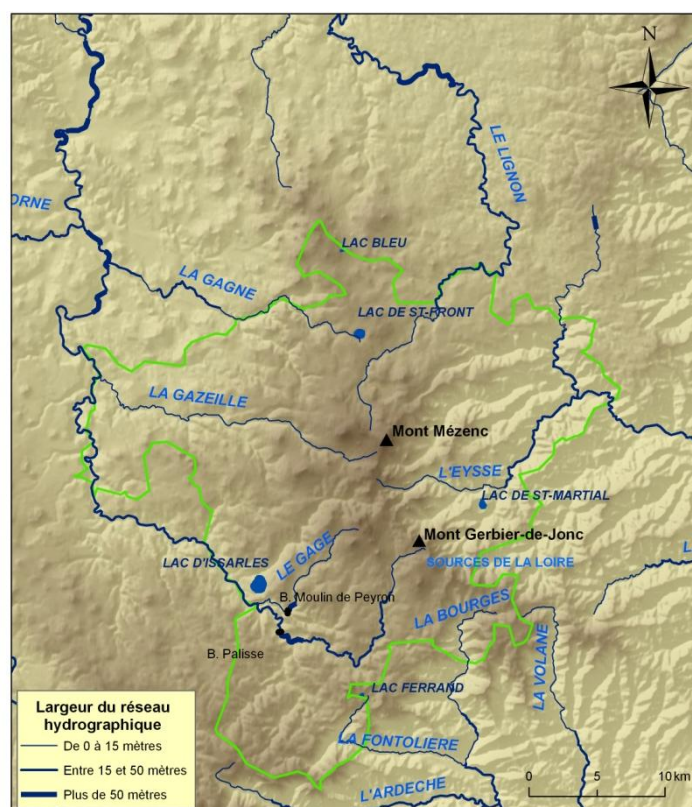 N
LE LIGNON
ORNE
LAC BLEU
LA GAGNE
LAC DE ST-FRONT
LA GAZEILLE
Mont Mézenc
L'EYSSE
LAC DE ST-MARTIAL
Mont Gerbier-de-Jonc
SOURCES DE LA LOIRE
LAC D'ISSARLES
LE GAGE
B. Moulin de Peyron
LA BOURGES
B. Palisse
LA VOLANE
LAC FERRAND
LA FONTOLIERE
L'ARDECHE
L
Largeur du réseau
hydrographique
De 0 à 15 mètres
Entre 15 et 50 mètres
Plus de 50 mètres
0 5 10 km